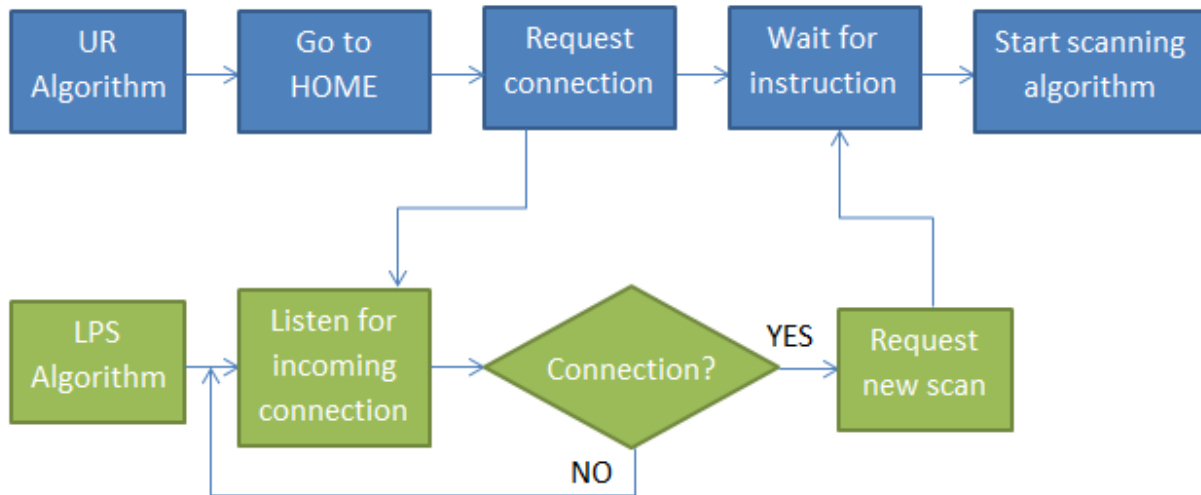 UR
Algorithm
Go to
HOME
Request
connection
Wait for
instruction
Start scanning
algorithm
LPS
Algorithm
Listen for
incoming
connection
Connection?
YES
Request
new scan
NO